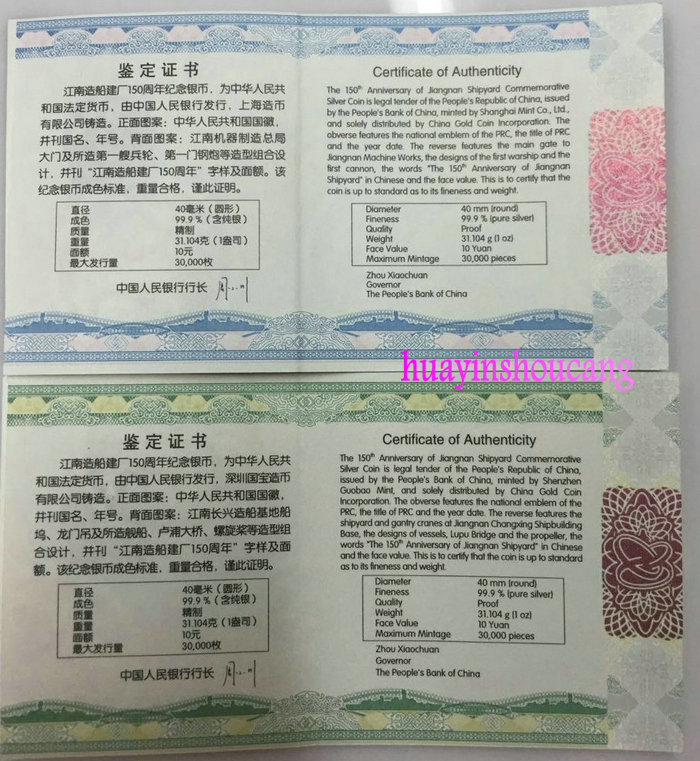 鉴定证书
江南造船建厂150周年纪念银币，为中华人民共
和国法定货币，由中国人民银行发行，上海造币
有限公司铸造。正面图案：中华人民共和国国徽，
并刊国名、年号。背面图案：江南机器制造总局
大门及所造第一艘兵轮、第一门钢炮等造型组合设
计，并刊“江南造船建厂150周年”字样及面额。该
纪念银币成色标准，重量合格，谨此证明。
直径 40毫米（圆形）
成色 99.9%（含纯银）
质量 精制
重量 31.104克（1盎司）
面额 10元
最大发行量 30,000枚
中国人民银行行长
Certificate of Authenticity
The 150th Anniversary of Jiangnan Shipyard Commemorative
Silver Coin is legal tender of the People's Republic of China, issued
by the People's Bank of China, minted by Shanghai Mint Co., Ltd.,
and solely distributed by China Gold Coin Incorporation. The
obverse features the national emblem of the PRC, the title of PRC
and the year date. The reverse features the main gate to
Jiangnan Machine Works, the designs of the first warship and the
first cannon, the words "The 150th Anniversary of Jiangnan
Shipyard" in Chinese and the face value. This is to certify that the
coin is up to standard as to its fineness and weight.
Diameter 40 mm (round)
Fineness 99.9 % (pure silver)
Quality Proof
Weight 31.104 g (1 oz)
Face Value 10 Yuan
Maximum Mintage 30,000 pieces
Zhou Xiaochuan
Governor
The People's Bank of China
huayinshoucang
鉴定证书
江南造船建厂150周年纪念银币，为中华人民共
和国法定货币，由中国人民银行发行，深圳国宝造币
有限公司铸造。正面图案：中华人民共和国国徽，
并刊国名、年号。背面图案：江南长兴造船基地船
坞、龙门吊及所造舰船、卢浦大桥、螺旋桨等造型组
合设计，并刊“江南造船建厂150周年”字样及面
额。该纪念银币成色标准，重量合格，谨此证明。
直径 40毫米（圆形）
成色 99.9%（含纯银）
质量 精制
重量 31.104克（1盎司）
面额 10元
最大发行量 30,000枚
中国人民银行行长
Certificate of Authenticity
The 150th Anniversary of Jiangnan Shipyard Commemorative
Silver Coin is legal tender of the People's Republic of China,
issued by the People's Bank of China, minted by Shenzhen
Guobao Mint, and solely distributed by China Gold Coin
Incorporation. The obverse features the national emblem of the
PRC, the title of PRC and the year date. The reverse features the
shipyard and gantry cranes at Jiangnan Changxing Shipbuilding
Base, the designs of vessels, Lupu Bridge and the propeller, the
words "The 150th Anniversary of Jiangnan Shipyard" in Chinese
and the face value. This is to certify that the coin is up to standard
as to its fineness and weight.
Diameter 40 mm (round)
Fineness 99.9 % (pure silver)
Quality Proof
Weight 31.104 g (1 oz)
Face Value 10 Yuan
Maximum Mintage 30,000 pieces
Zhou Xiaochuan
Governor
The People's Bank of China